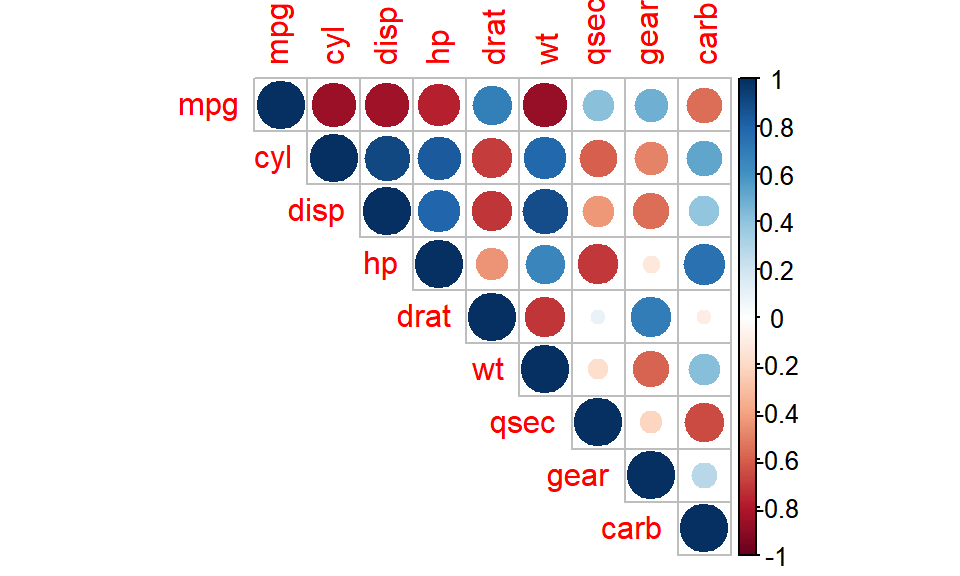 mpg cyl disp hp drat wt qsec gear carb
mpg
cyl
disp
hp
drat
wt
qsec
gear
carb
1
0.8
0.6
0.4
0.2
0
-0.2
-0.4
-0.6
-0.8
-1